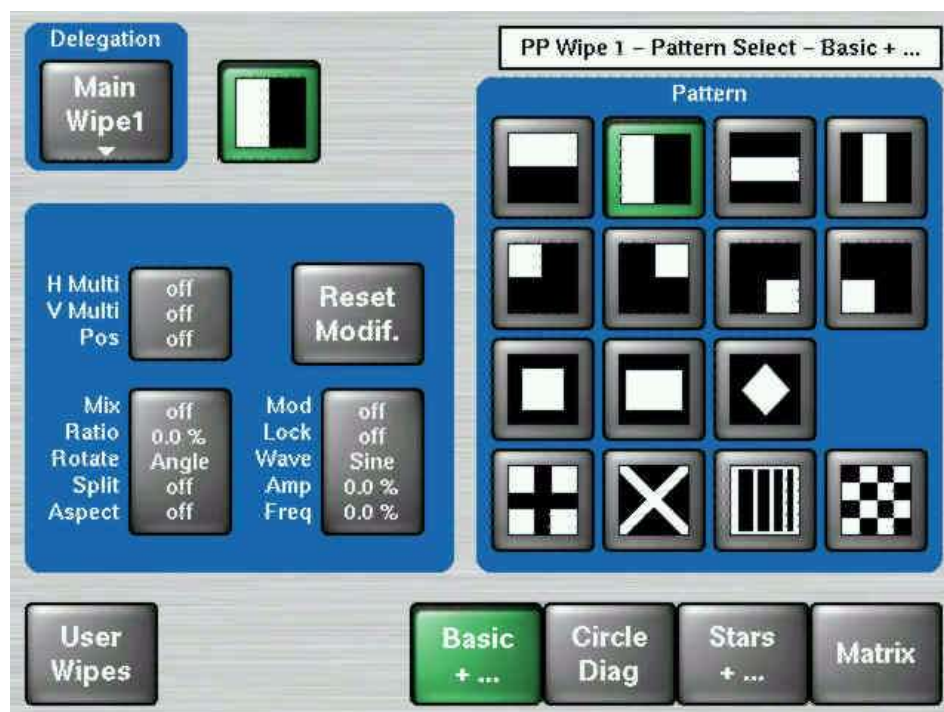 Delegation
Main
Wipe1
PP Wipe 1 – Pattern Select – Basic + ...
Pattern
H Multi off
V Multi off
Pos off
Reset
Modif.
Mix off
Ratio 0.0 %
Rotate Angle
Split off
Aspect off
Mod off
Lock off
Wave Sine
Amp 0.0 %
Freq 0.0 %
User
Wipes
Basic
+ ...
Circle
Diag
Stars
+ ...
Matrix